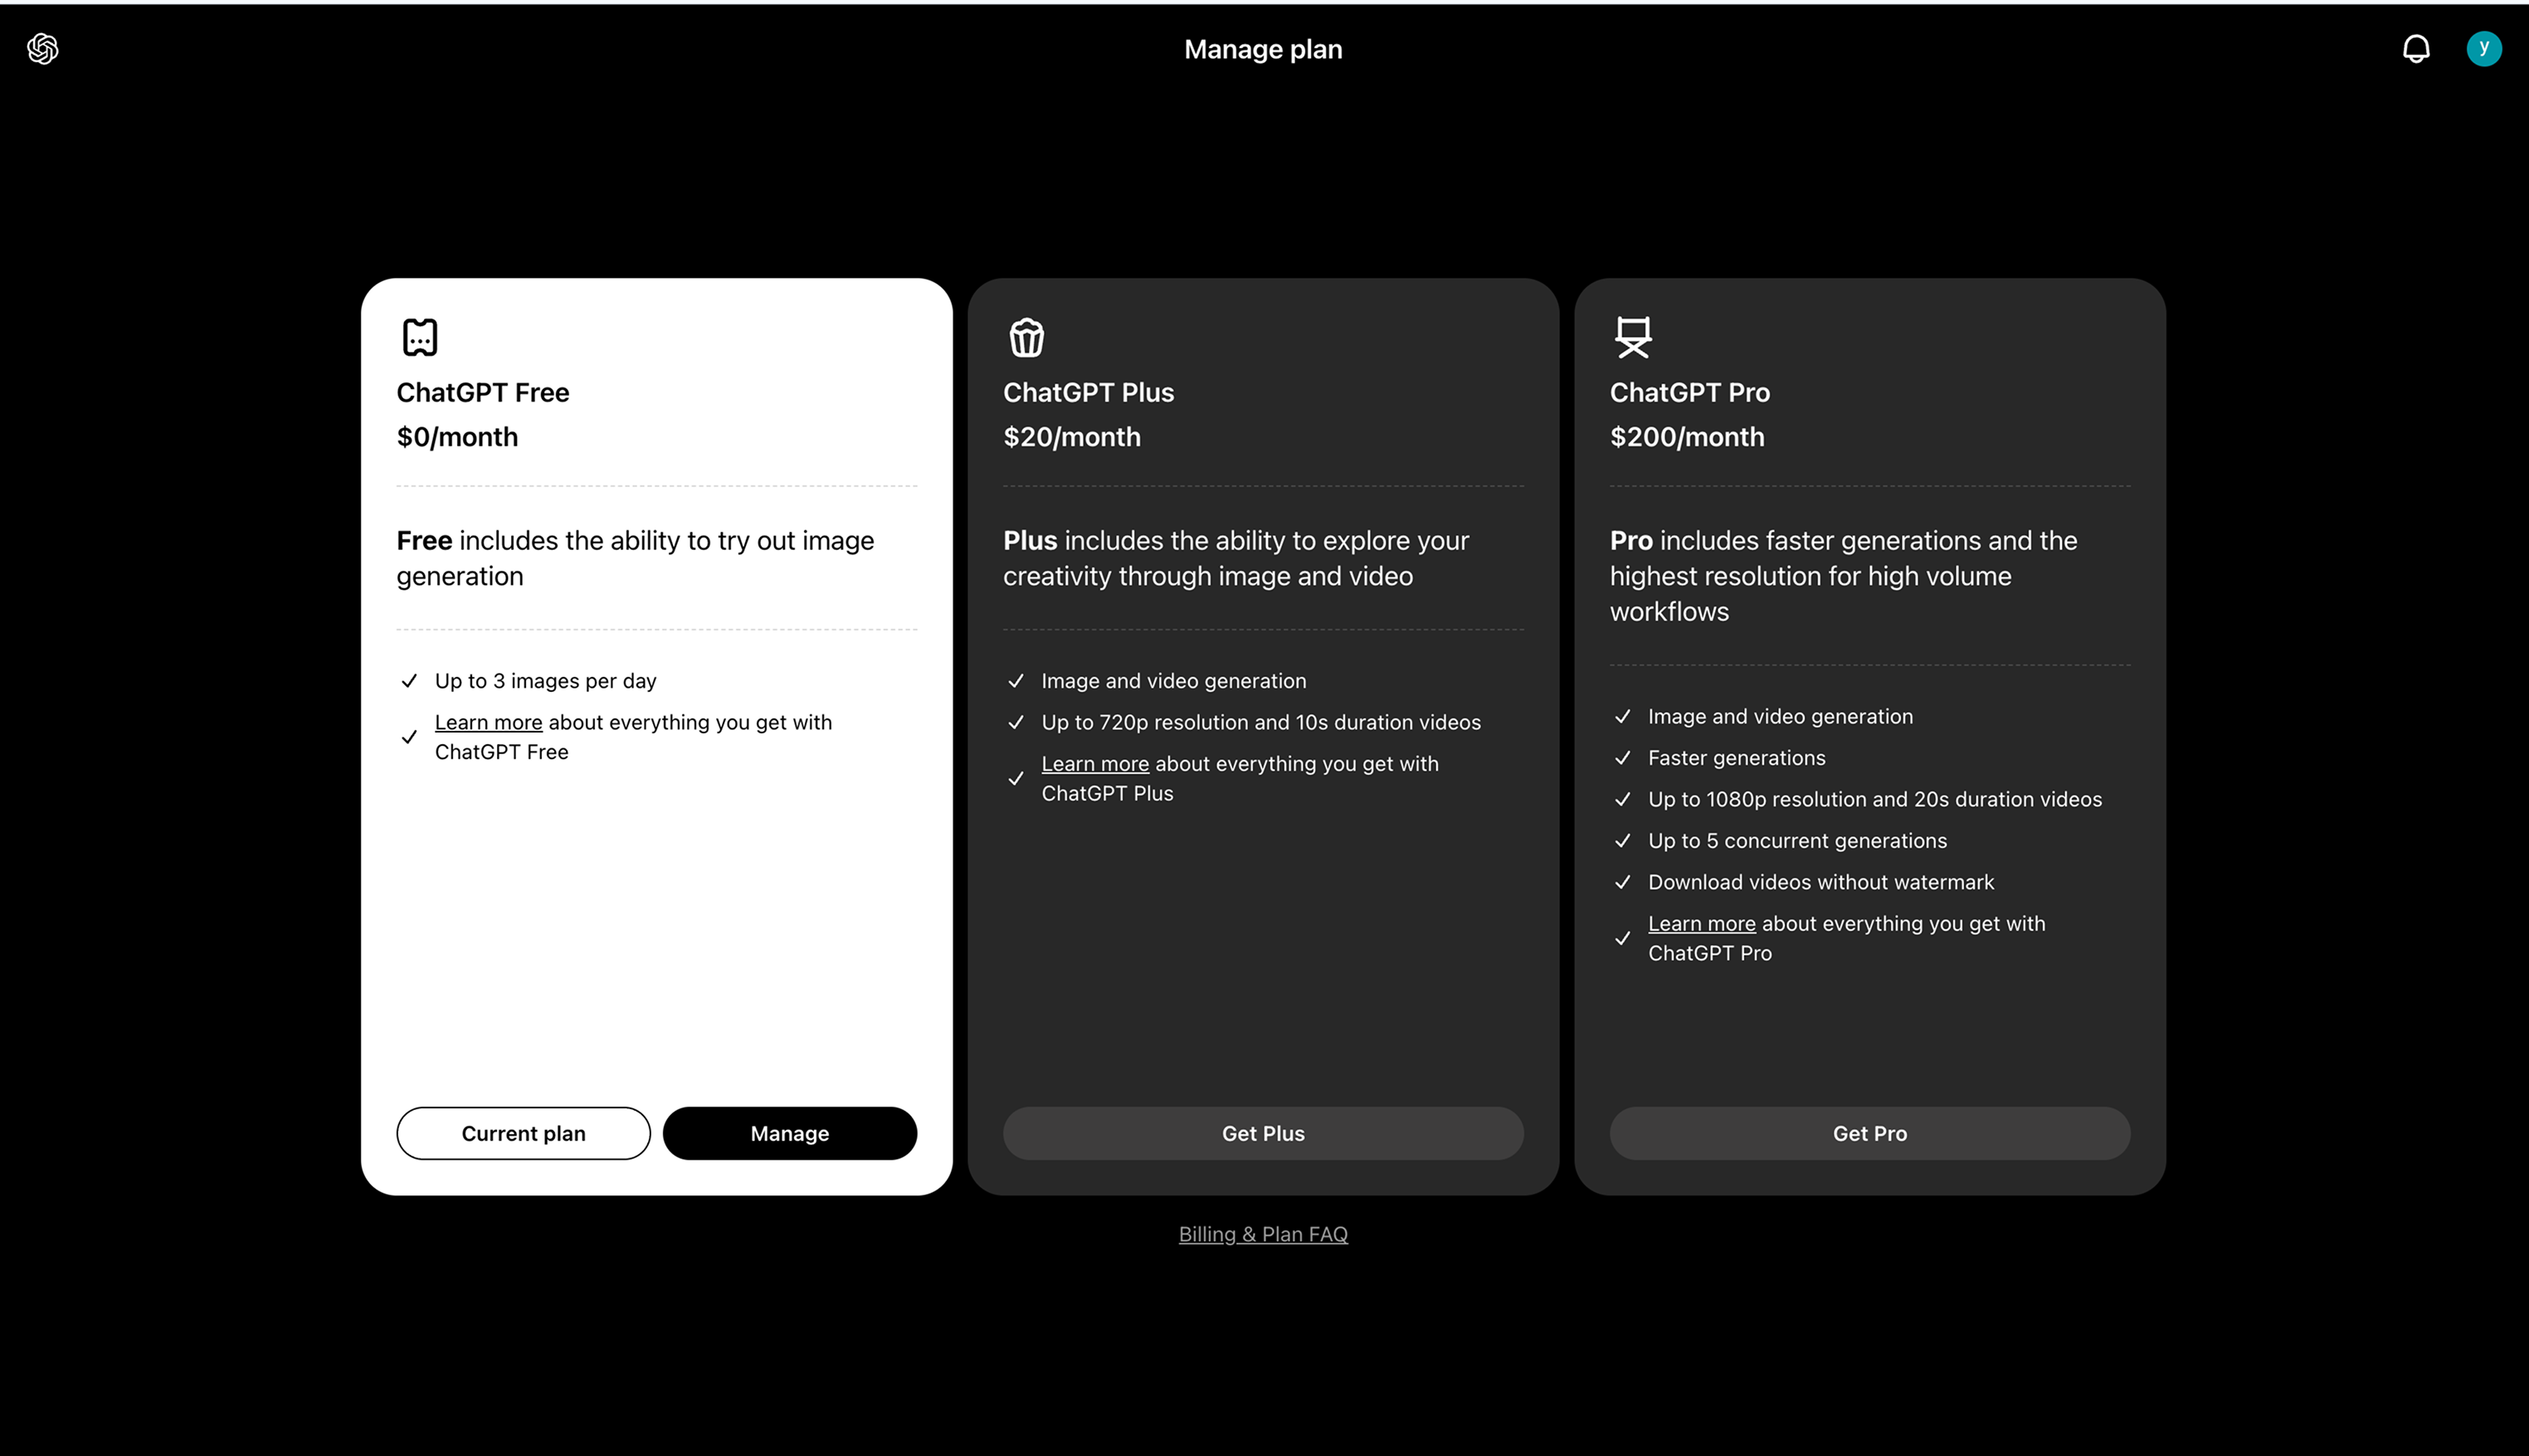 Manage plan
y
ChatGPT Free
$0/month
Free includes the ability to try out image
generation
Up to 3 images per day
Learn more about everything you get with
ChatGPT Free
Current plan
Manage
ChatGPT Plus
$20/month
Plus includes the ability to explore your
creativity through image and video
Image and video generation
Up to 720p resolution and 10s duration videos
Learn more about everything you get with
ChatGPT Plus
Get Plus
ChatGPT Pro
$200/month
Pro includes faster generations and the
highest resolution for high volume
workflows
Image and video generation
Faster generations
Up to 1080p resolution and 20s duration videos
Up to 5 concurrent generations
Download videos without watermark
Learn more about everything you get with
ChatGPT Pro
Get Pro
Billing & Plan FAQ